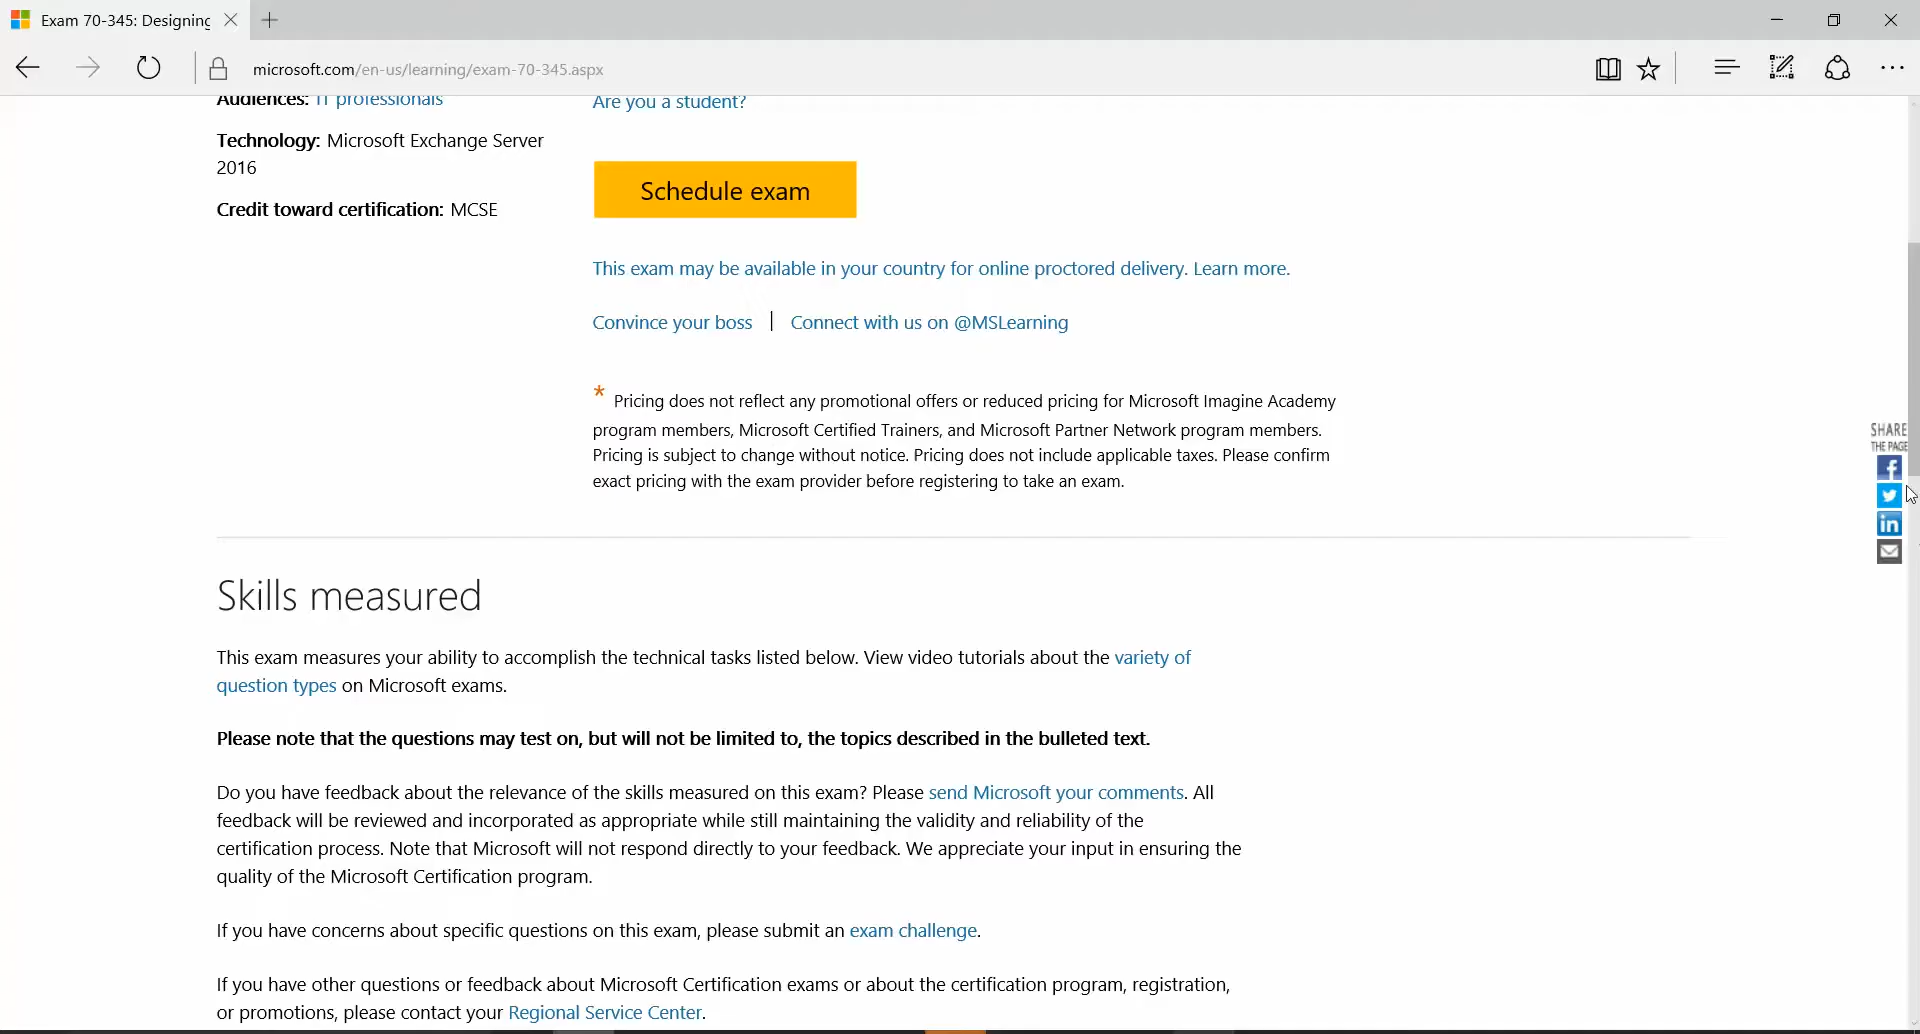 Exam 70-345: Designing
microsoft.com/en-us/learning/exam-70-345.aspx
Audiences: IT professionals
Technology: Microsoft Exchange Server
2016
Credit toward certification: MCSE
Are you a student?
Schedule exam
This exam may be available in your country for online proctored delivery. Learn more.
Convince your boss | Connect with us on @MSLearning
* Pricing does not reflect any promotional offers or reduced pricing for Microsoft Imagine Academy
program members, Microsoft Certified Trainers, and Microsoft Partner Network program members.
Pricing is subject to change without notice. Pricing does not include applicable taxes. Please confirm
exact pricing with the exam provider before registering to take an exam.
SHARE
THE PAGE
Skills measured
This exam measures your ability to accomplish the technical tasks listed below. View video tutorials about the variety of
question types on Microsoft exams.
Please note that the questions may test on, but will not be limited to, the topics described in the bulleted text.
Do you have feedback about the relevance of the skills measured on this exam? Please send Microsoft your comments. All
feedback will be reviewed and incorporated as appropriate while still maintaining the validity and reliability of the
certification process. Note that Microsoft will not respond directly to your feedback. We appreciate your input in ensuring the
quality of the Microsoft Certification program.
If you have concerns about specific questions on this exam, please submit an exam challenge.
If you have other questions or feedback about Microsoft Certification exams or about the certification program, registration,
or promotions, please contact your Regional Service Center.